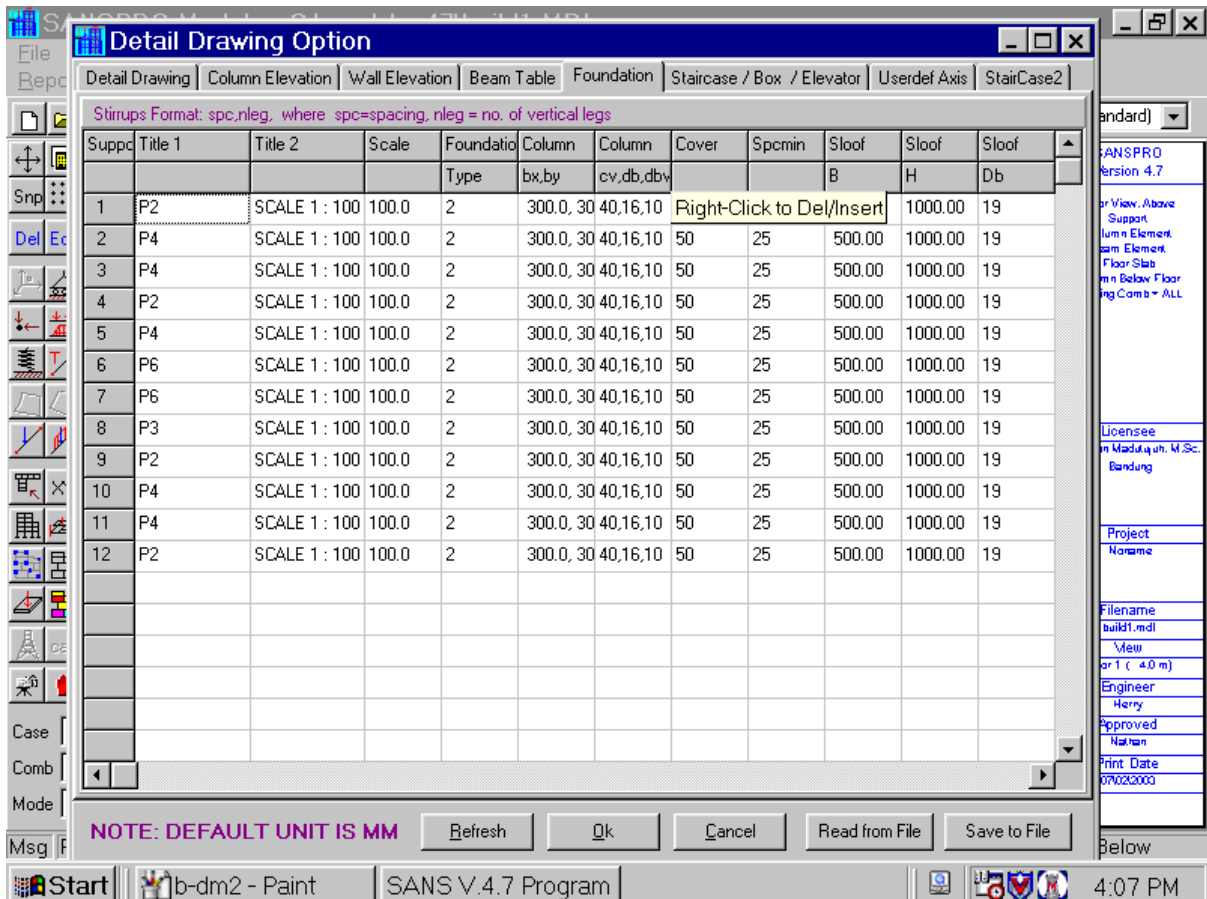 Detail Drawing Option
File
Detail Drawing Column Elevation Wall Elevation Beam Table Foundation Staircase / Box / Elevator Userdef Axis StairCase2
Stirrups Format: spc,nleg, where spc=spacing, nleg = no. of vertical legs
Title 1 Title 2 Scale Foundatio Column Column Cover Spcmin Sloof Sloof Sloof
Type bx,by cv,db,dbv B H Db
1 P2 SCALE 1 : 100 100.0 2 300.0, 30 40,16,10 Right-Click to Del/Insert 1000.00 19
2 P4 SCALE 1 : 100 100.0 2 300.0, 30 40,16,10 50 25 500.00 1000.00 19
3 P4 SCALE 1 : 100 100.0 2 300.0, 30 40,16,10 50 25 500.00 1000.00 19
4 P2 SCALE 1 : 100 100.0 2 300.0, 30 40,16,10 50 25 500.00 1000.00 19
5 P4 SCALE 1 : 100 100.0 2 300.0, 30 40,16,10 50 25 500.00 1000.00 19
6 P6 SCALE 1 : 100 100.0 2 300.0, 30 40,16,10 50 25 500.00 1000.00 19
7 P6 SCALE 1 : 100 100.0 2 300.0, 30 40,16,10 50 25 500.00 1000.00 19
8 P3 SCALE 1 : 100 100.0 2 300.0, 30 40,16,10 50 25 500.00 1000.00 19
9 P2 SCALE 1 : 100 100.0 2 300.0, 30 40,16,10 50 25 500.00 1000.00 19
10 P4 SCALE 1 : 100 100.0 2 300.0, 30 40,16,10 50 25 500.00 1000.00 19
11 P4 SCALE 1 : 100 100.0 2 300.0, 30 40,16,10 50 25 500.00 1000.00 19
12 P2 SCALE 1 : 100 100.0 2 300.0, 30 40,16,10 50 25 500.00 1000.00 19
NOTE: DEFAULT UNIT IS MM Refresh Ok Cancel Read from File Save to File
Snp
Del
Case
Comb
Mode
Msg
andard)
SANSPRO
Version 4.7
View. Above
Support
Floor Slab
Below Floor
Comb = ALL
Licensee
M.Sc.
Bandung
Project
Noname
Filename
build1.mdl
View
4.0 m)
Engineer
Herry
Approved
Nathan
Print Date
Below
Start b-dm2 - Paint SANS V.4.7 Program 4:07 PM